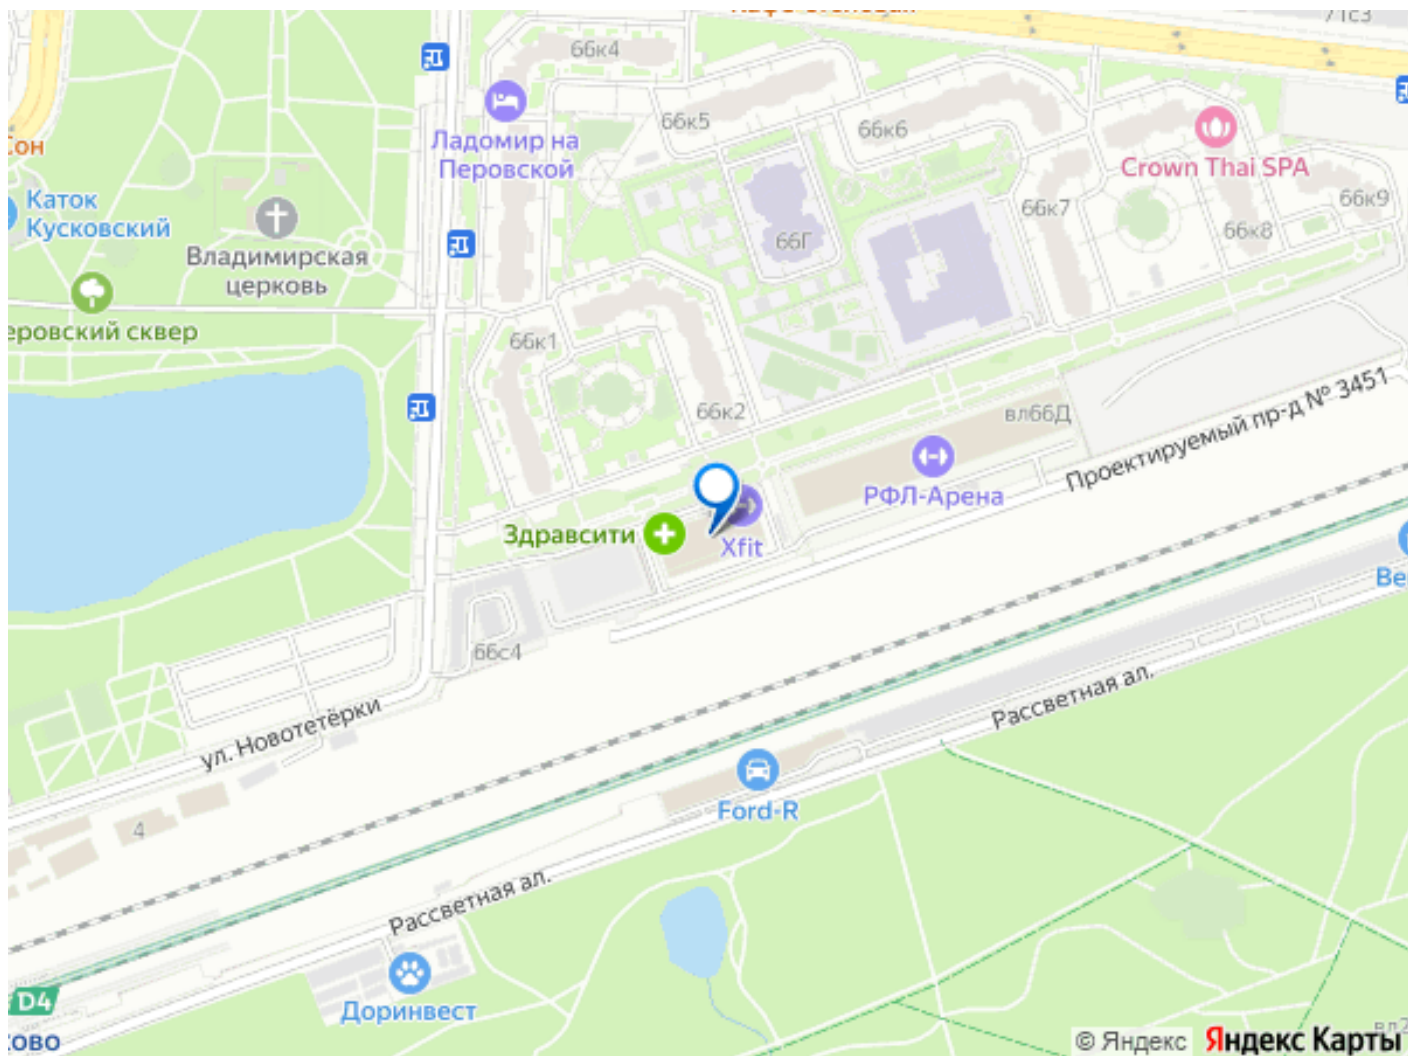 71с3
66к4
Ладомир на
Перовской
66к5
66к6
Crown Thai SPA
66к7
66к8
66к9
66Г
Каток
Кусковский
Владимирская
церковь
еровский сквер
66к1
66к2
вл66Д
Проектируемый пр-д № 3451
РФЛ-Арена
Здравсити
Xfit
66с4
ул. Новотетёрки
4
Рассветная ал.
Ford-R
Рассветная ал.
Доринвест
D4
ово
© Яндекс
Яндекс Карты